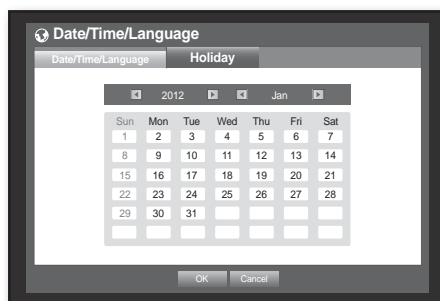 Date/Time/Language
Date/Time/Language Holiday
2012 Jan
Sun Mon Tue Wed Thu Fri Sat
1 2 3 4 5 6 7
8 9 10 11 12 13 14
15 16 17 18 19 20 21
22 23 24 25 26 27 28
29 30 31
OK Cancel